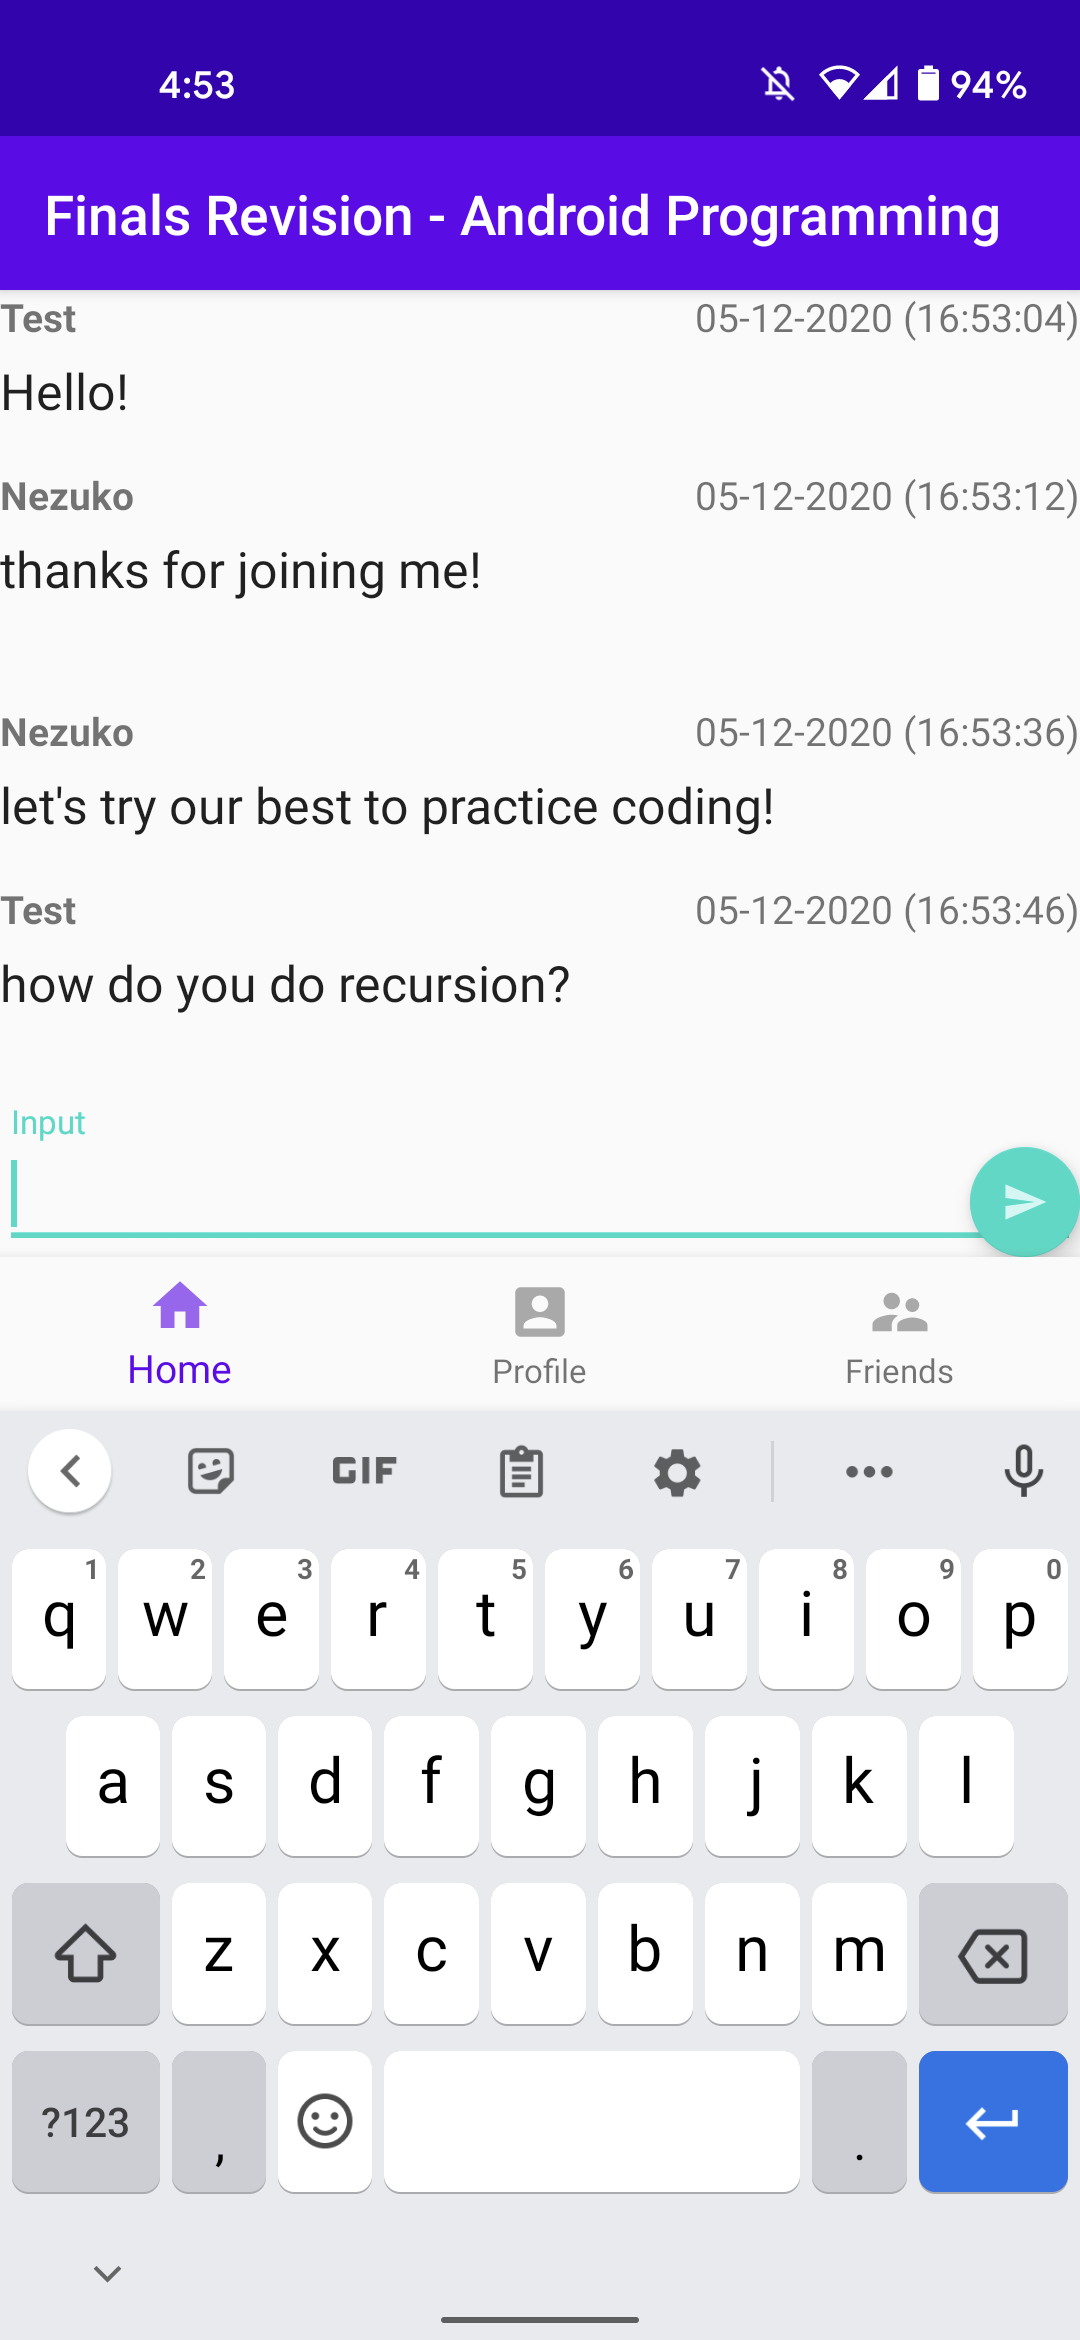 4:53 94%
Finals Revision - Android Programming
Test 05-12-2020 (16:53:04)
Hello!
Nezuko 05-12-2020 (16:53:12)
thanks for joining me!
Nezuko 05-12-2020 (16:53:36)
let's try our best to practice coding!
Test 05-12-2020 (16:53:46)
how do you do recursion?
Input
Home Profile Friends
GIF
1 2 3 4 5 6 7 8 9 0
q w e r t y u i o p
a s d f g h j k l
z x c v b n m
?123 , .